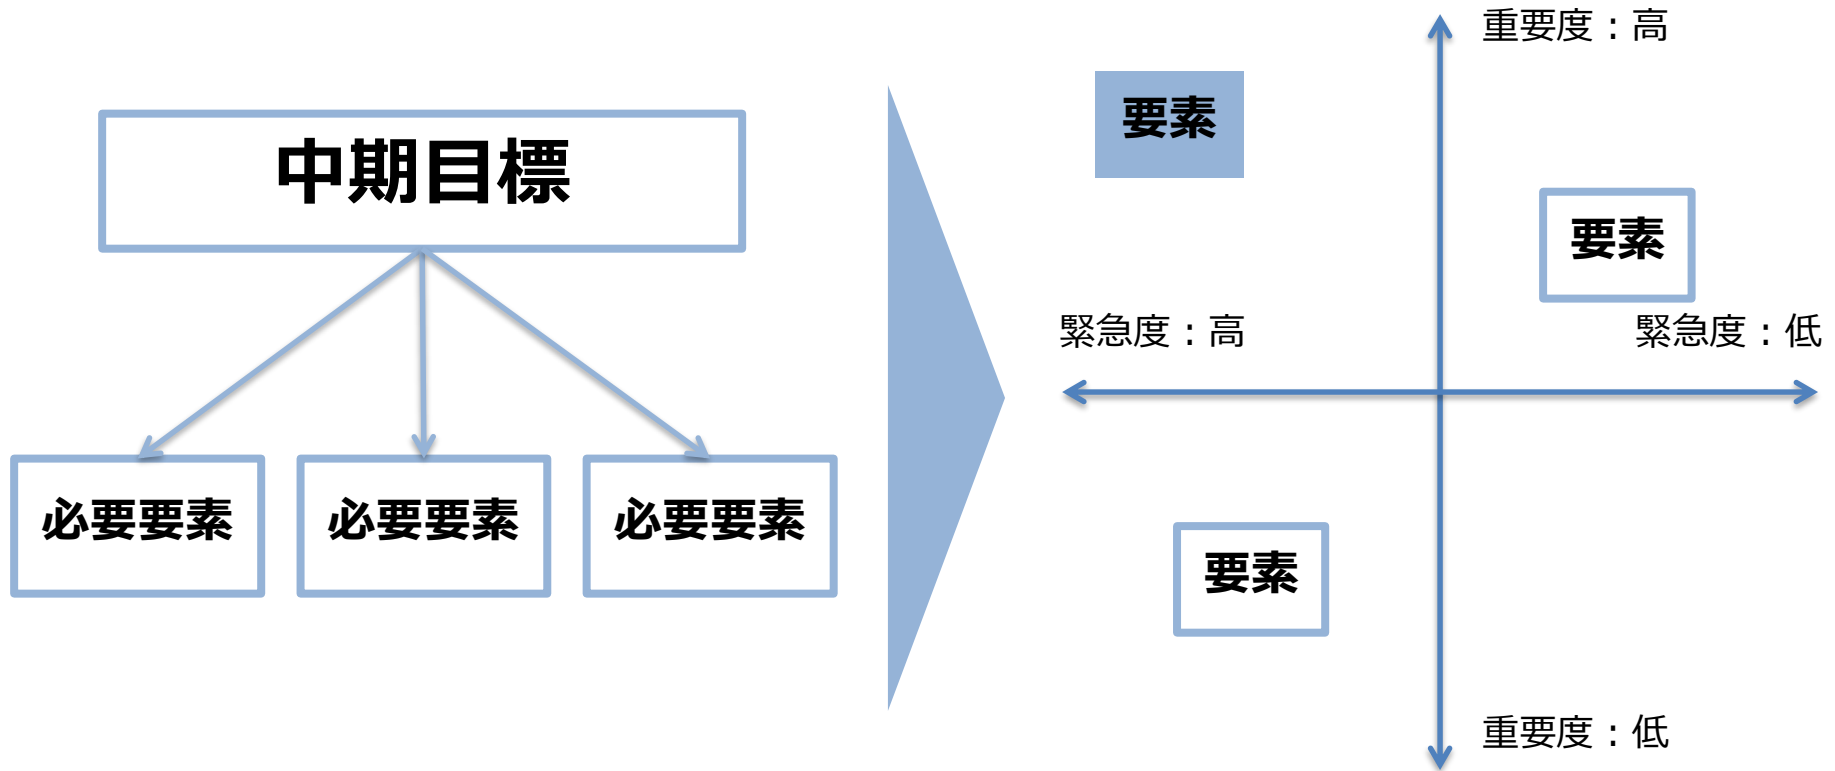 中期目標
必要要素
必要要素
必要要素
重要度：高
要素
要素
緊急度：高
緊急度：低
要素
重要度：低